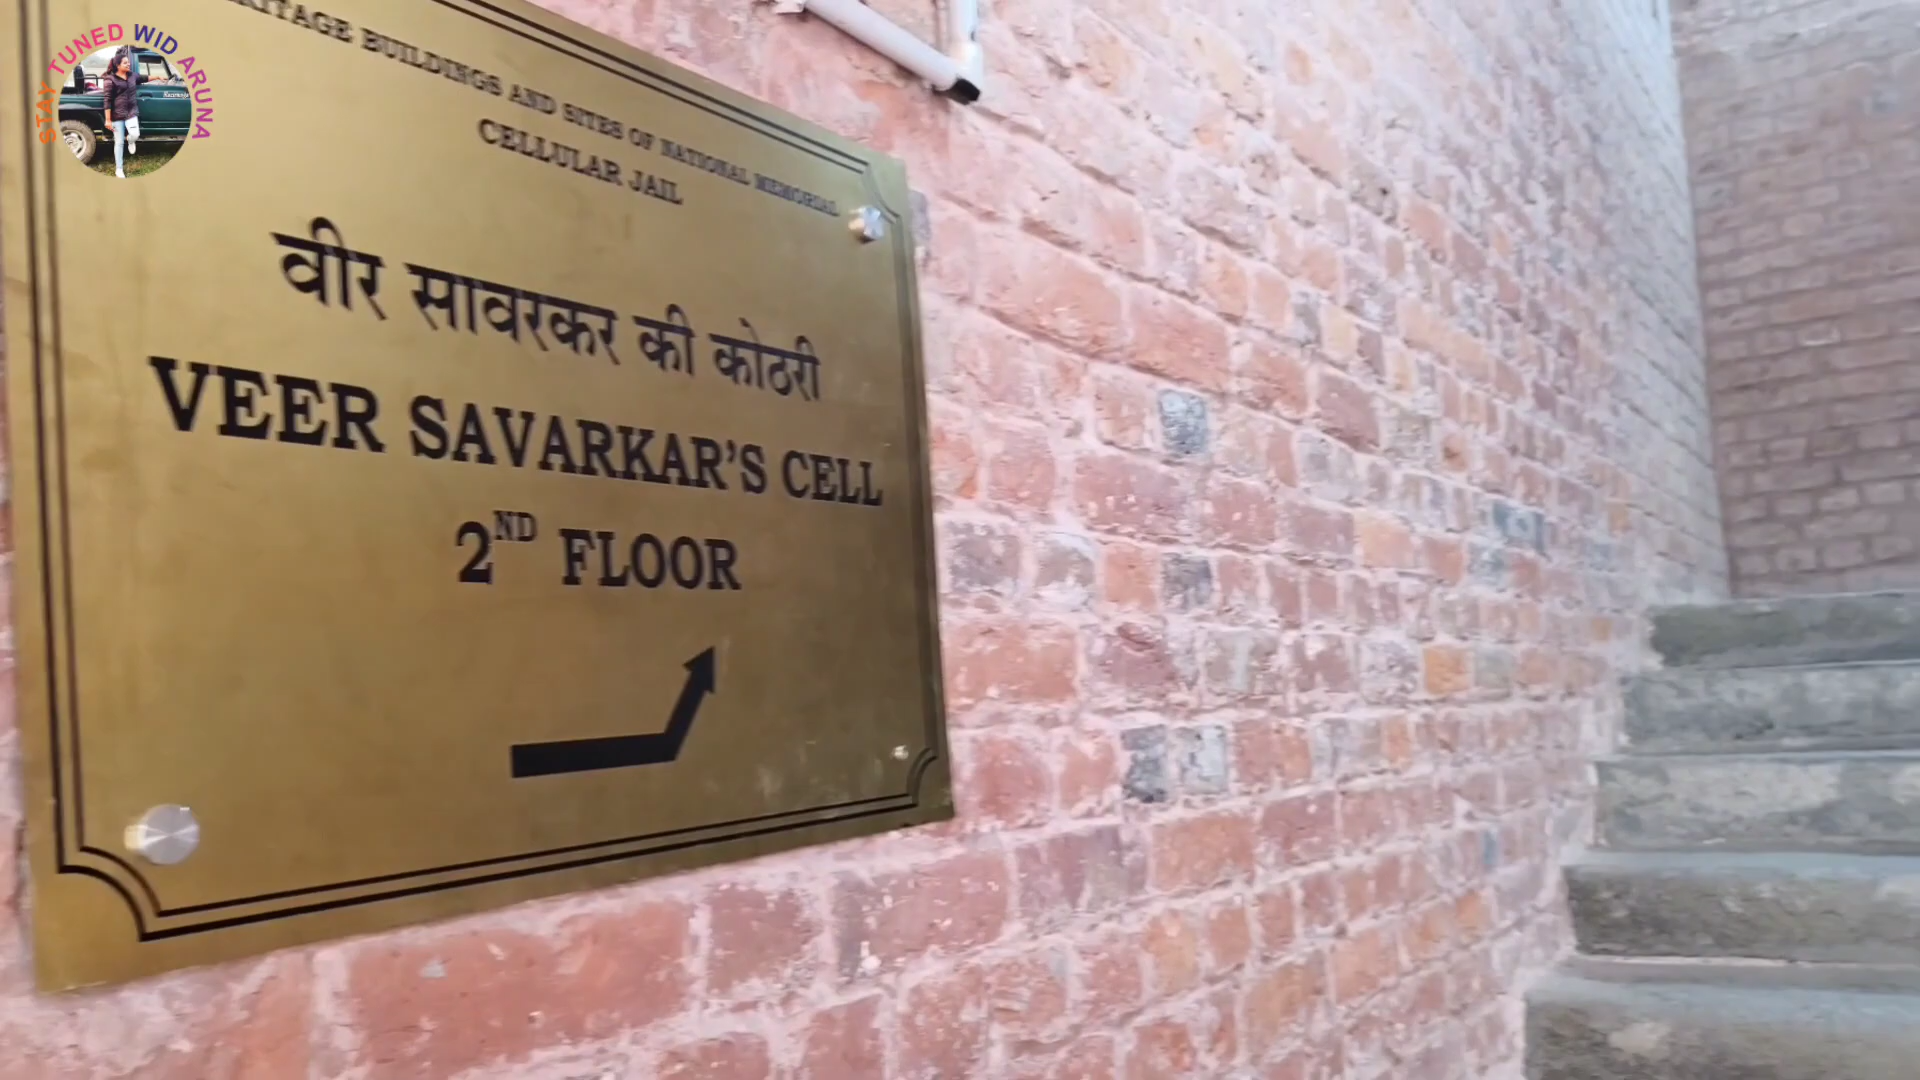 STAY TUNED WID ARUNA
HERITAGE BUILDINGS AND SITES OF NATIONAL MEMORIAL
CELLULAR JAIL
वीर सावरकर की कोठरी
VEER SAVARKAR'S CELL
2ND FLOOR